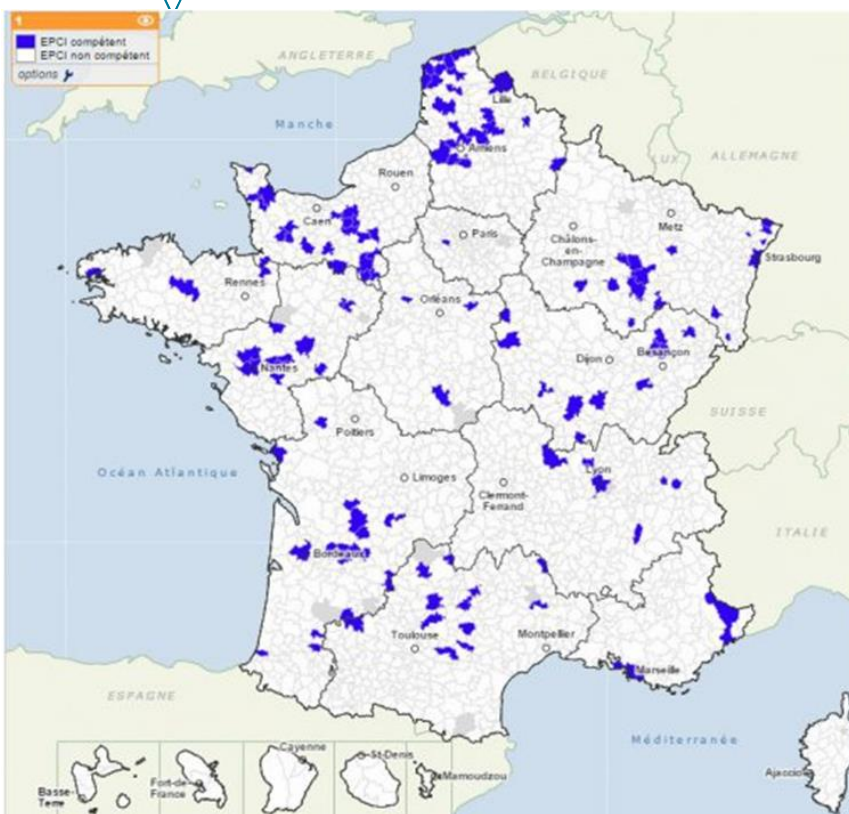 1
EPCI compétent
EPCI non compétent
options
ANGLETERRE
BELGIQUE
Lille
Manche
Amiens
LUX
ALLEMAGNE
Rouen
Caen
Metz
Paris
Châlons-
en-
Champagne
Strasbourg
Rennes
Orléans
Dijon
Besançon
Nantes
SUISSE
Poitiers
Océan Atlantique
Limoges
Lyon
Clermont-
Ferrand
ITALIE
Bordeaux
Toulouse
Montpellier
Marseille
ESPAGNE
Méditerranée
Cayenne
St-Denis
Mamoudzou
Ajaccio
Fort-de-
France
Basse-
Terre